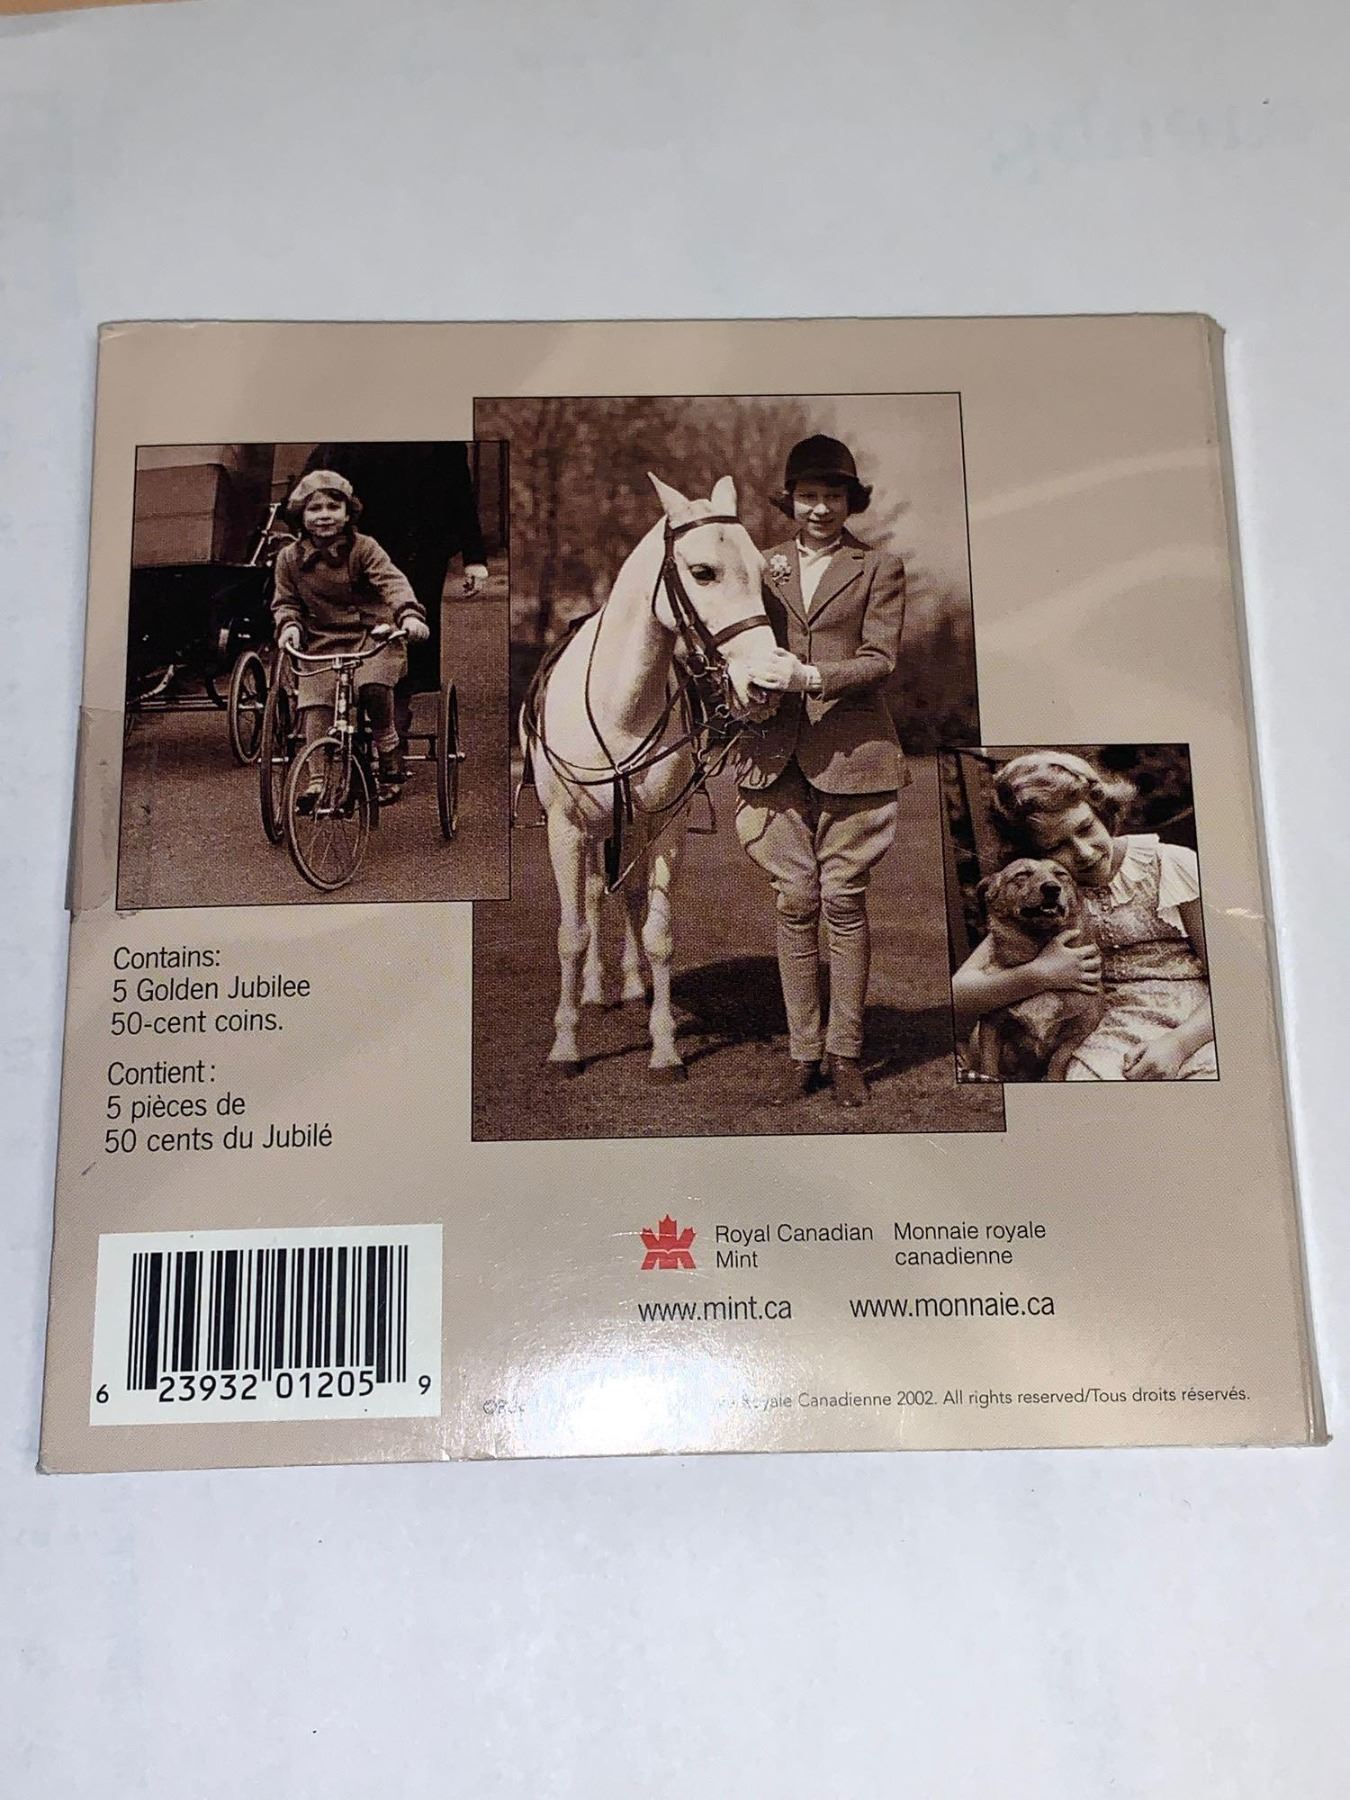 Contains:
5 Golden Jubilee
50-cent coins.
Contient :
5 pièces de
50 cents du Jubilé
Royal Canadian
Mint
Monnaie royale
canadienne
www.mint.ca
www.monnaie.ca
6 23932 01205 9
Canadienne 2002. All rights reserved/Tous droits réservés.